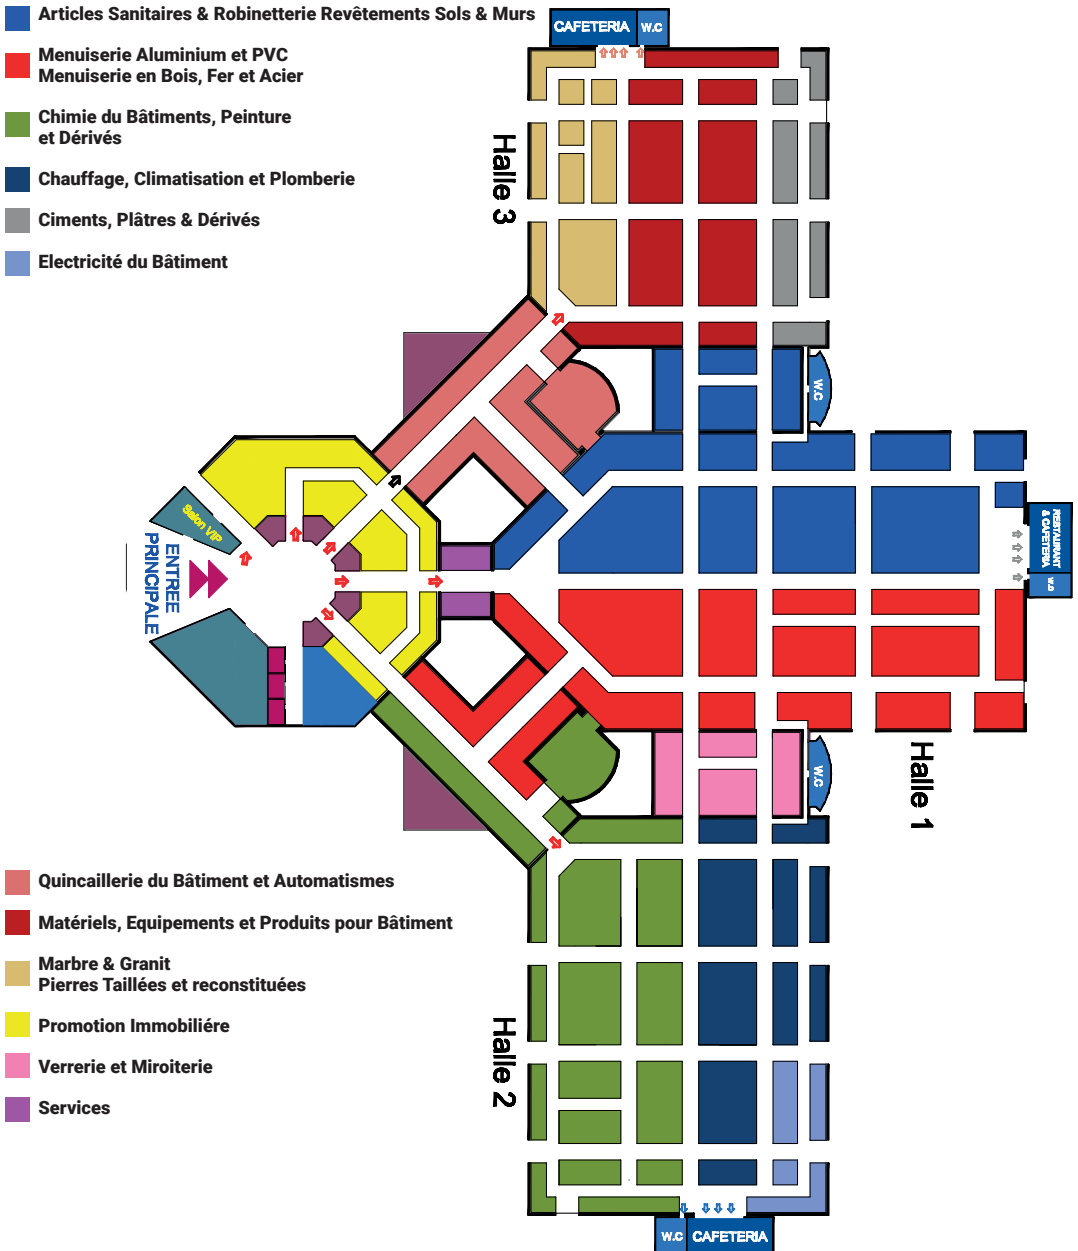 Articles Sanitaires & Robinetterie Revêtements Sols & Murs
Menuiserie Aluminium et PVC
Menuiserie en Bois, Fer et Acier
Chimie du Bâtiments, Peinture
et Dérivés
Chauffage, Climatisation et Plomberie
Ciments, Plâtres & Dérivés
Electricité du Bâtiment
CAFETERIA
W.C
Halle 3
W.C
Salon VIP
ENTREE
PRINCIPALE
RESTAURANT
& CAFETERIA
W.C
W.C
Halle 1
Quincaillerie du Bâtiment et Automatismes
Matériels, Equipements et Produits pour Bâtiment
Marbre & Granit
Pierres Taillées et reconstituées
Promotion Immobiliére
Verrerie et Miroiterie
Services
Halle 2
W.C
CAFETERIA